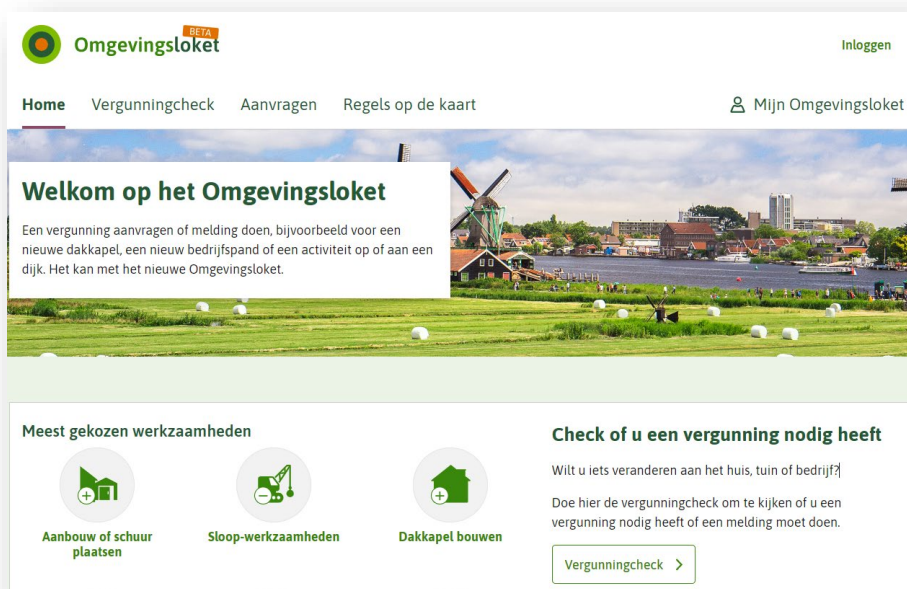 BETA
Omgevingsloket
Inloggen
Home Vergunningcheck Aanvragen Regels op de kaart Mijn Omgevingsloket
Welkom op het Omgevingsloket
Een vergunning aanvragen of melding doen, bijvoorbeeld voor een
nieuwe dakkapel, een nieuw bedrijfspand of een activiteit op of aan een
dijk. Het kan met het nieuwe Omgevingsloket.
Meest gekozen werkzaamheden
Aanbouw of schuur
plaatsen
Sloop-werkzaamheden
Dakkapel bouwen
Check of u een vergunning nodig heeft
Wilt u iets veranderen aan het huis, tuin of bedrijf?
Doe hier de vergunningcheck om te kijken of u een
vergunning nodig heeft of een melding moet doen.
Vergunningcheck